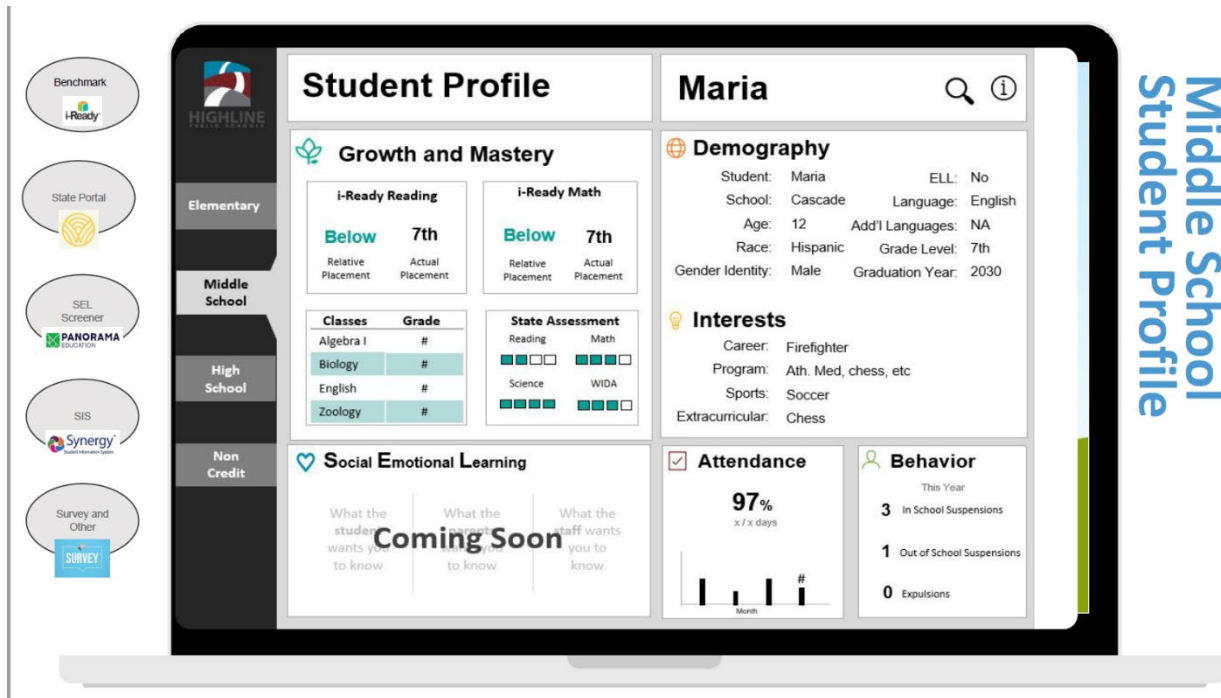 Benchmark
i-Ready
State Portal
SEL
Screener
PANORAMA
EDUCATION
SIS
Synergy
Student Information System
Survey and
Other
SURVEY
HIGHLINE
PUBLIC SCHOOLS
Elementary
Middle
School
High
School
Non
Credit
Student Profile
Maria
Growth and Mastery
i-Ready Reading
Below 7th
Relative Actual
Placement Placement
i-Ready Math
Below 7th
Relative Actual
Placement Placement
Classes Grade
Algebra I #
Biology #
English #
Zoology #
State Assessment
Reading Math
Science WIDA
Demography
Student: Maria ELL: No
School: Cascade Language: English
Age: 12 Add'l Languages: NA
Race: Hispanic Grade Level: 7th
Gender Identity: Male Graduation Year: 2030
Interests
Career: Firefighter
Program: Ath. Med, chess, etc
Sports: Soccer
Extracurricular: Chess
Social Emotional Learning
What the What the What the
student parents staff wants
wants you want you you to
to know to know know
Coming Soon
Attendance
97%
x / x days
#
Month
Behavior
This Year
3 In School Suspensions
1 Out of School Suspensions
0 Expulsions
Middle School
Student Profile